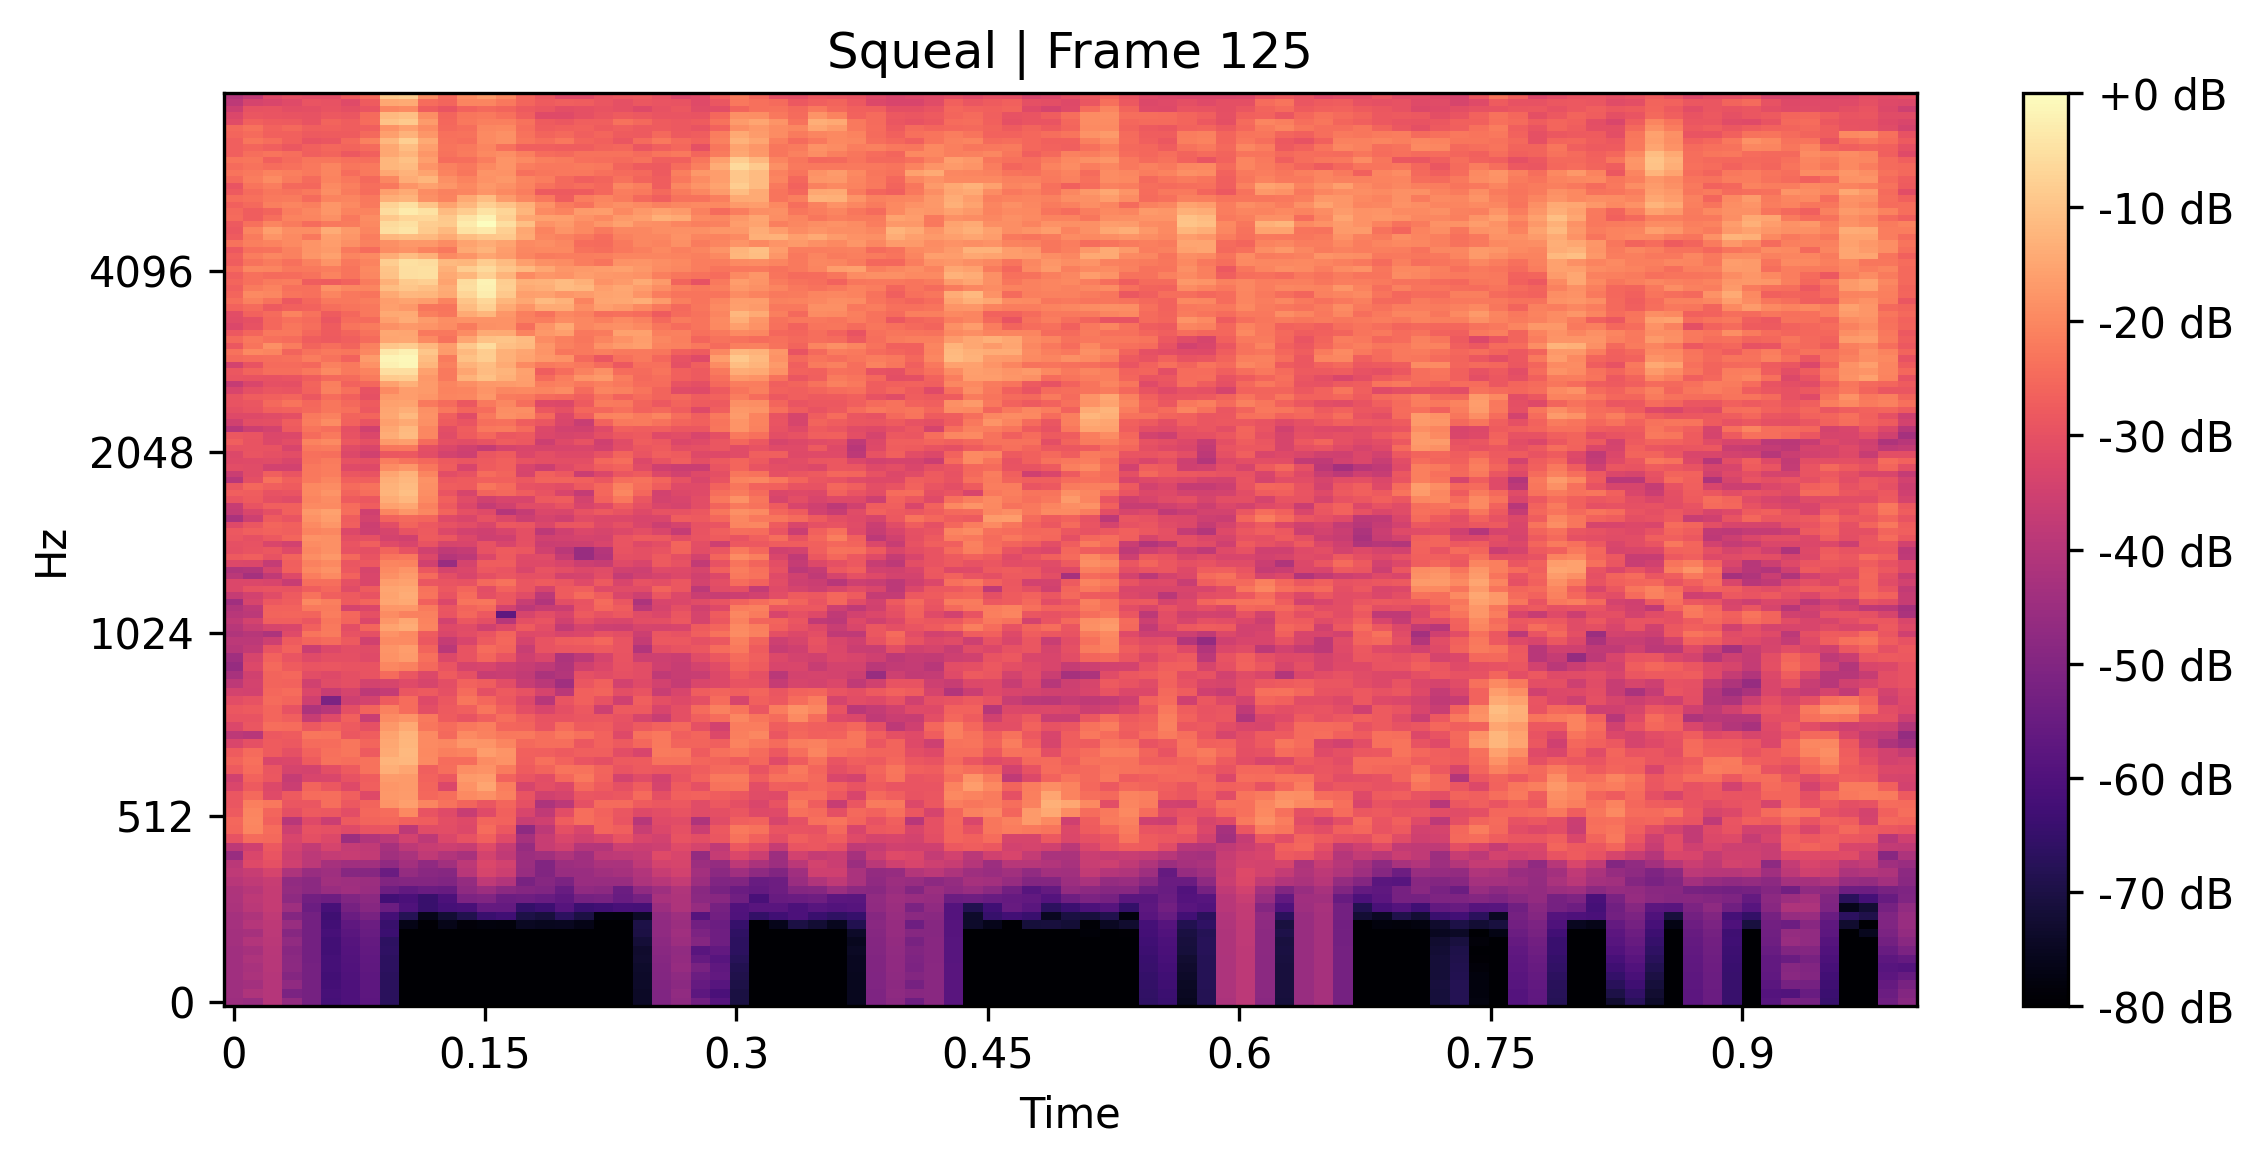 Squeal | Frame 125
+0 dB
-10 dB
-20 dB
-30 dB
-40 dB
-50 dB
-60 dB
-70 dB
-80 dB
Hz
4096
2048
1024
512
0
0 0.15 0.3 0.45 0.6 0.75 0.9
Time